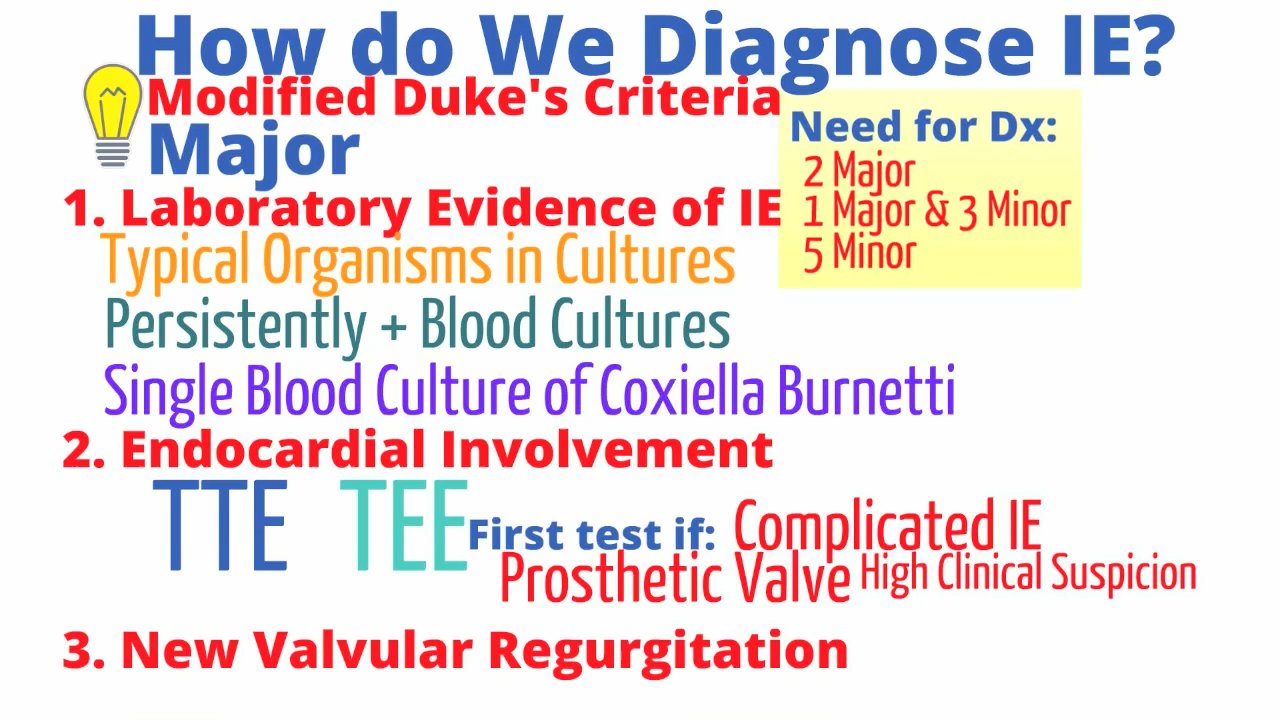 How do We Diagnose IE?
Modified Duke's Criteria
Major
Need for Dx:
2 Major
1 Major & 3 Minor
5 Minor
1. Laboratory Evidence of IE
Typical Organisms in Cultures
Persistently + Blood Cultures
Single Blood Culture of Coxiella Burnetti
2. Endocardial Involvement
TTE TEE First test if: Complicated IE
Prosthetic Valve High Clinical Suspicion
3. New Valvular Regurgitation